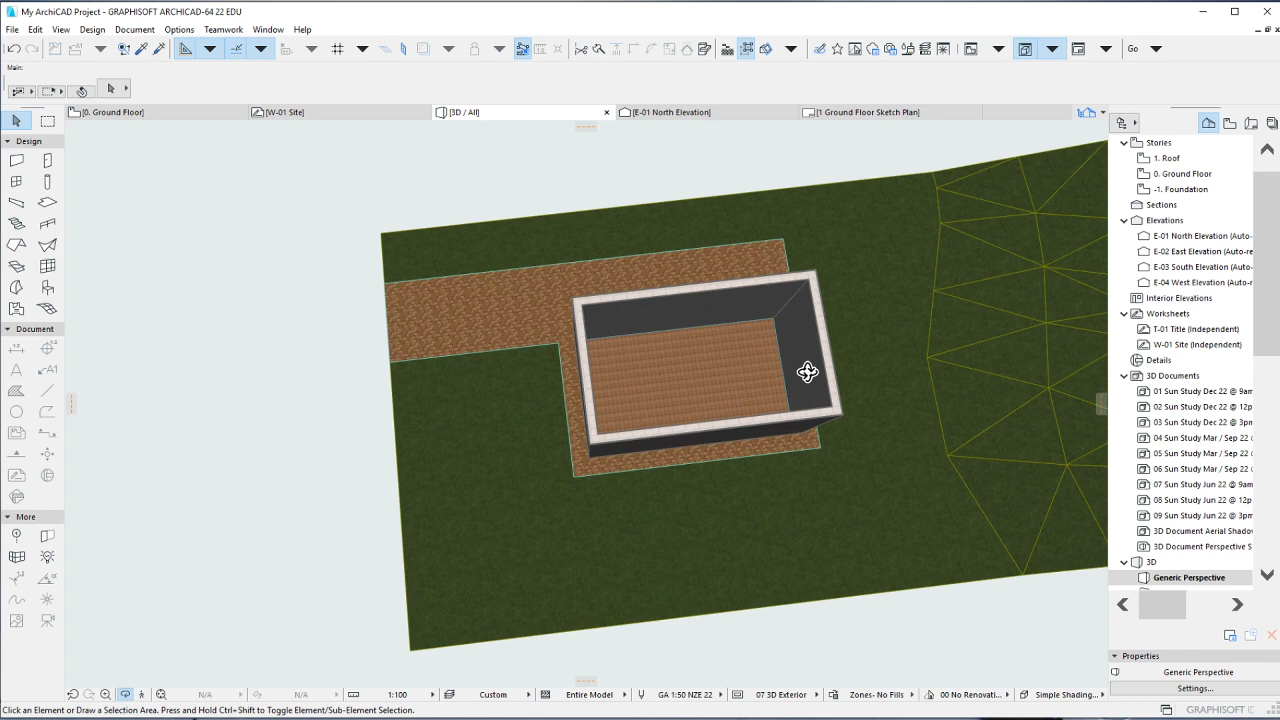 My ArchiCAD Project - GRAPHISOFT ARCHICAD-64 22 EDU
File Edit View Design Document Options Teamwork Window Help
Go
Main:
[0. Ground Floor]
[W-01 Site]
[3D / All]
[E-01 North Elevation]
[1 Ground Floor Sketch Plan]
Design
Document
A
A1
More
Stories
1. Roof
0. Ground Floor
-1. Foundation
Sections
Elevations
E-01 North Elevation (Auto-
E-02 East Elevation (Auto-re
E-03 South Elevation (Auto-
E-04 West Elevation (Auto-r
Interior Elevations
Worksheets
T-01 Title (Independent)
W-01 Site (Independent)
Details
3D Documents
01 Sun Study Dec 22 @ 9am
02 Sun Study Dec 22 @ 12p
03 Sun Study Dec 22 @ 3pm
04 Sun Study Mar / Sep 22
05 Sun Study Mar / Sep 22
06 Sun Study Mar / Sep 22
07 Sun Study Jun 22 @ 9am
08 Sun Study Jun 22 @ 12p
09 Sun Study Jun 22 @ 3pm
3D Document Aerial Shadow
3D Document Perspective S
3D
Generic Perspective
Properties
Generic Perspective
Settings...
N/A
N/A
1:100
Custom
Entire Model
GA 1:50 NZE 22
07 3D Exterior
Zones- No Fills
00 No Renovati...
Simple Shading...
Click an Element or Draw a Selection Area. Press and Hold Ctrl+Shift to Toggle Element/Sub-Element Selection.
GRAPHISOFT